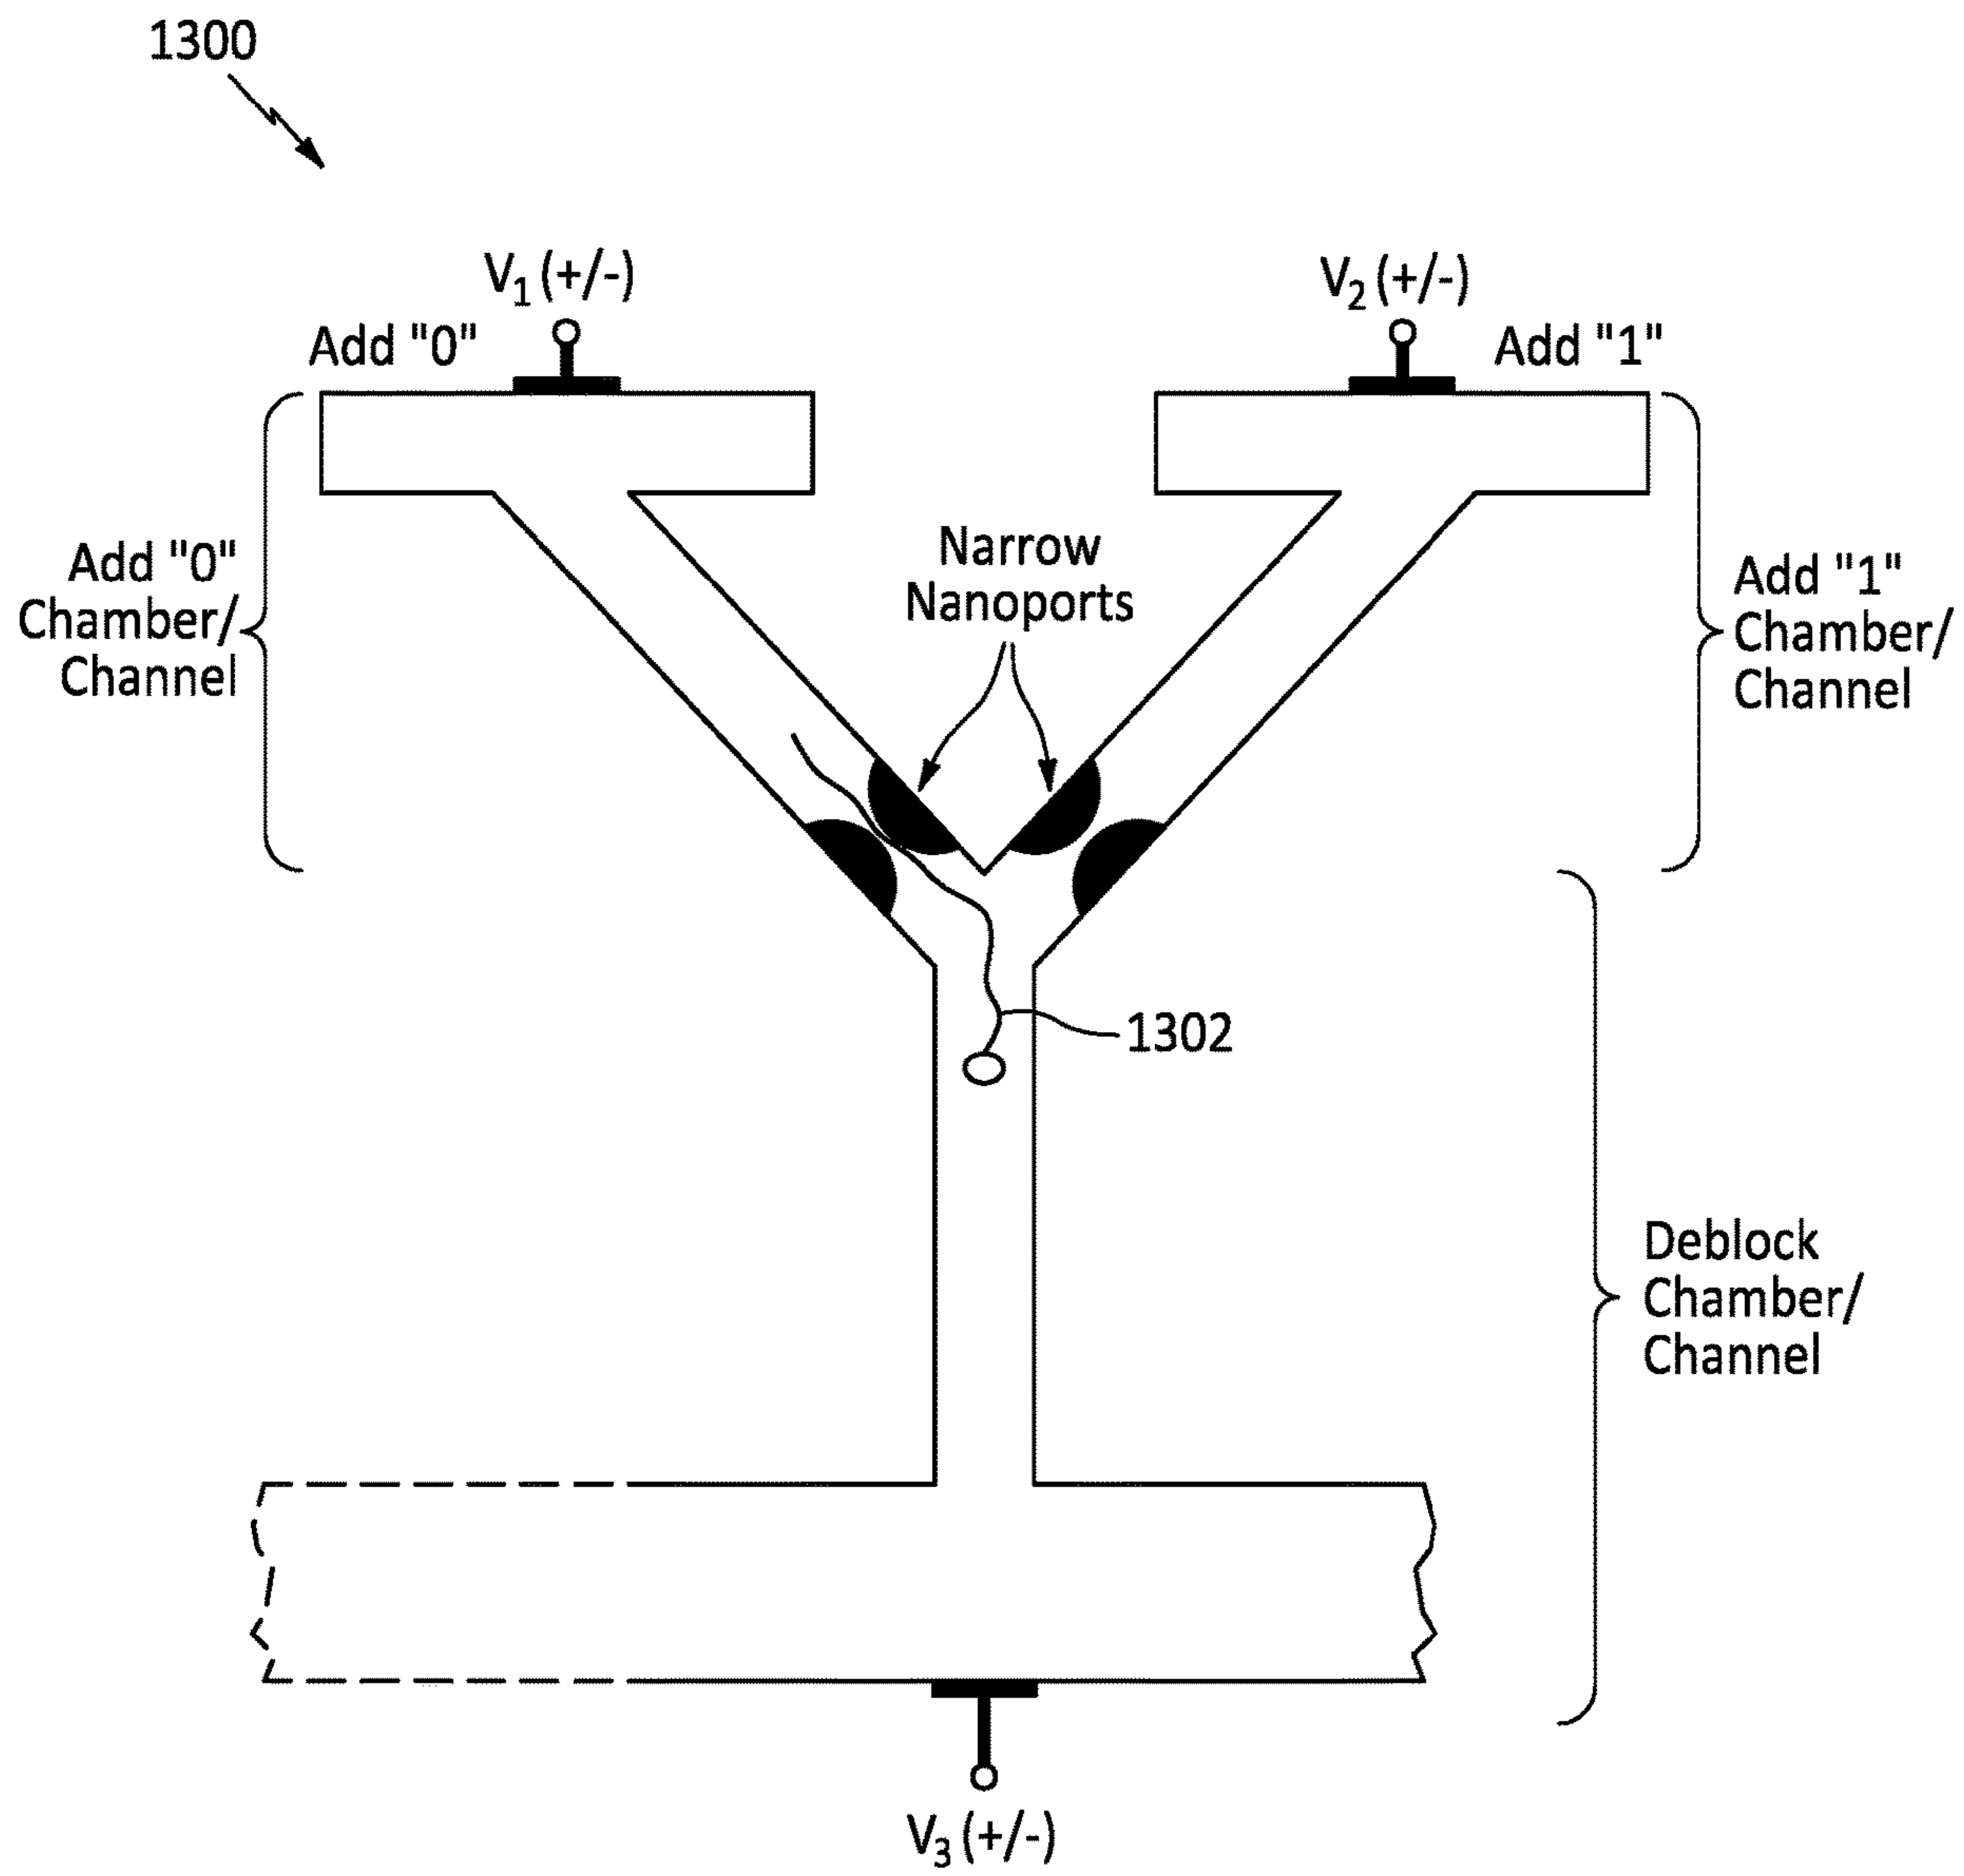 1300
V1 (+/-)
V2 (+/-)
Add "0"
Add "1"
Narrow
Nanoports
Add "0"
Chamber/
Channel
Add "1"
Chamber/
Channel
1302
Deblock
Chamber/
Channel
V3 (+/-)